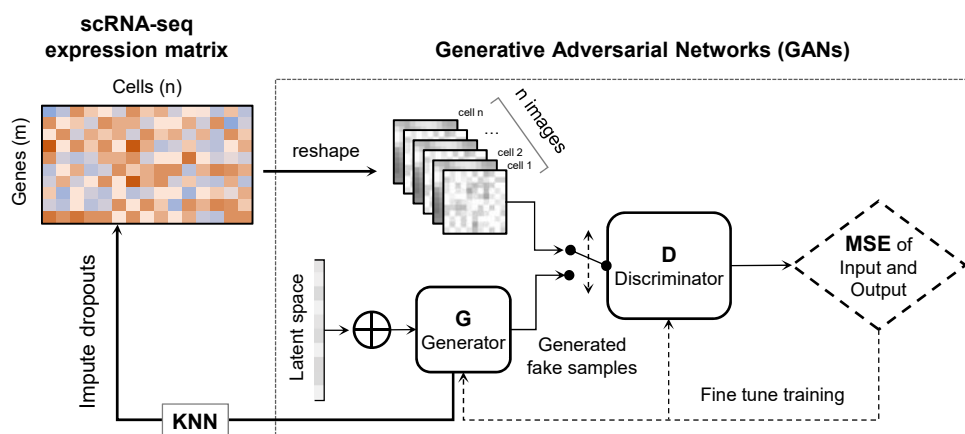 scRNA-seq
expression matrix
Generative Adversarial Networks (GANs)
Cells (n)
Genes (m)
reshape
cell n
...
cell 2
cell 1
n images
D
Discriminator
MSE of
Input and
Output
Latent space
G
Generator
Generated
fake samples
Impute dropouts
KNN
Fine tune training